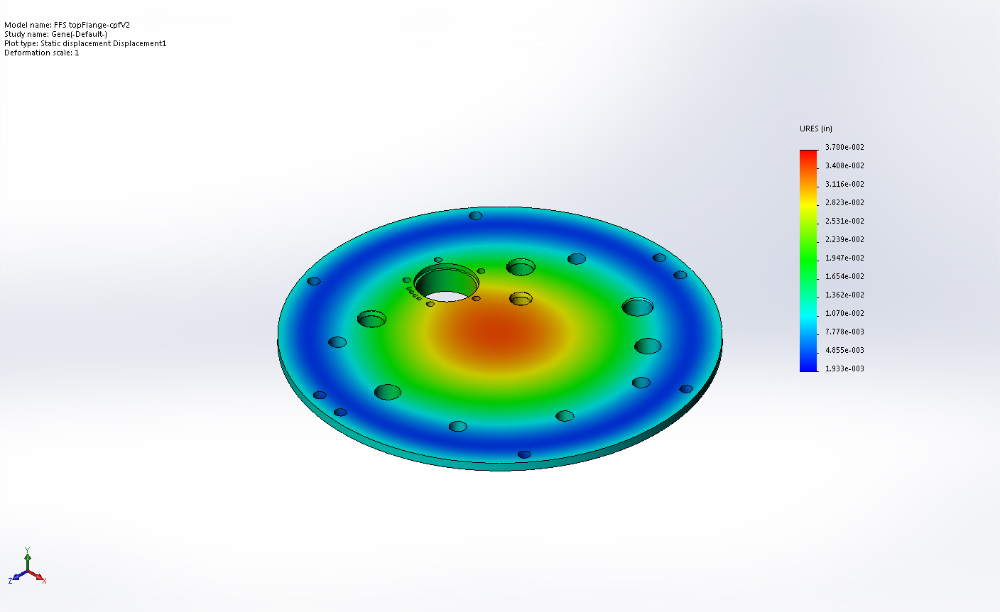 Model name: FFS topFlange-cpfV2
Study name: Gene(-Default-)
Plot type: Static displacement Displacement1
Deformation scale: 1
URES (in)
3.700e-002
3.408e-002
3.116e-002
2.823e-002
2.531e-002
2.239e-002
1.947e-002
1.654e-002
1.362e-002
1.070e-002
7.778e-003
4.855e-003
1.933e-003
Y
Z
X